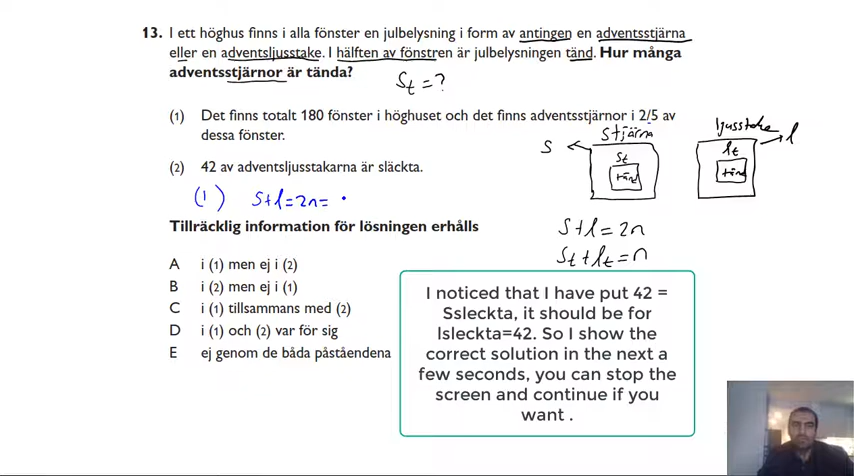 13. I ett höghus finns i alla fönster en julbelysning i form av antingen en adventsstjärna
eller en adventsljusstake. I hälften av fönstren är julbelysningen tänd. Hur många
adventsstjärnor är tända?
St = ?
(1) Det finns totalt 180 fönster i höghuset och det finns adventsstjärnor i 2/5 av
dessa fönster.
(2) 42 av adventsljusstakarna är släckta.
stjärna
S
St
tänd
ljusstake
l
lt
tänd
(1) S+l=2n=
S+l=2n
St+lt=n
Tillräcklig information för lösningen erhålls
A i (1) men ej i (2)
B i (2) men ej i (1)
C i (1) tillsammans med (2)
D i (1) och (2) var för sig
E ej genom de båda påståendena
I noticed that I have put 42 =
Ssleckta, it should be for
lsleckta=42. So I show the
correct solution in the next a
few seconds, you can stop the
screen and continue if you
want .